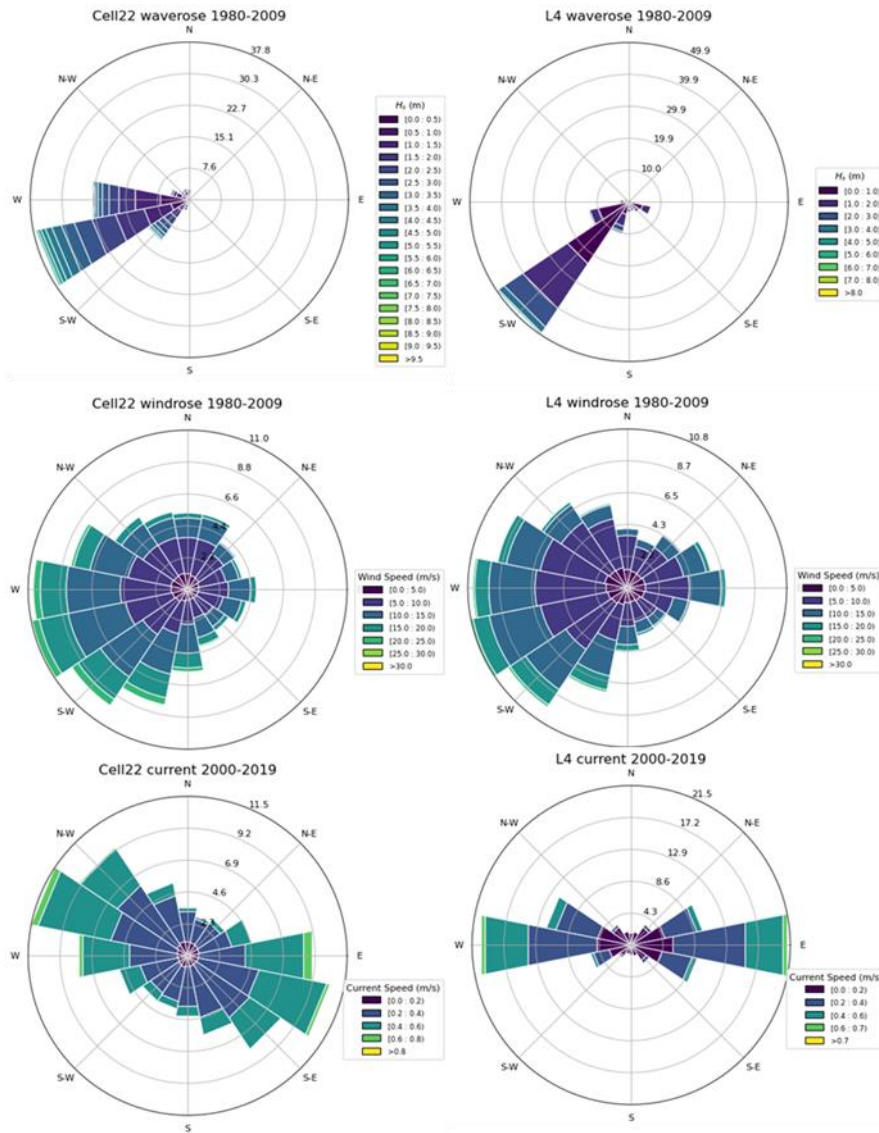 Cell22 waverose 1980-2009
N
37.8
30.3
22.7
15.1
7.6
N-W
N-E
W
E
S-W
S-E
S
Hs (m)
[0.0 : 0.5)
[0.5 : 1.0)
[1.0 : 1.5)
[1.5 : 2.0)
[2.0 : 2.5)
[2.5 : 3.0)
[3.0 : 3.5)
[3.5 : 4.0)
[4.0 : 4.5)
[4.5 : 5.0)
[5.0 : 5.5)
[5.5 : 6.0)
[6.0 : 6.5)
[6.5 : 7.0)
[7.0 : 7.5)
[7.5 : 8.0)
[8.0 : 8.5)
[8.5 : 9.0)
[9.0 : 9.5)
>9.5
L4 waverose 1980-2009
N
49.9
39.9
29.9
19.9
10.0
N-W
N-E
W
E
S-W
S-E
S
Hs (m)
[0.0 : 1.0)
[1.0 : 2.0)
[2.0 : 3.0)
[3.0 : 4.0)
[4.0 : 5.0)
[5.0 : 6.0)
[6.0 : 7.0)
[7.0 : 8.0)
>8.0
Cell22 windrose 1980-2009
N
11.0
8.8
6.6
N-W
N-E
W
S-W
S-E
S
Wind Speed (m/s)
[0.0 : 5.0)
[5.0 : 10.0)
[10.0 : 15.0)
[15.0 : 20.0)
[20.0 : 25.0)
[25.0 : 30.0)
>30.0
L4 windrose 1980-2009
N
10.8
8.7
6.5
4.3
N-W
N-E
W
S-W
S-E
S
Wind Speed (m/s)
[0.0 : 5.0)
[5.0 : 10.0)
[10.0 : 15.0)
[15.0 : 20.0)
[20.0 : 25.0)
[25.0 : 30.0)
>30.0
Cell22 current 2000-2019
N
11.5
9.2
6.9
4.6
N-W
N-E
W
E
S-W
S-E
S
Current Speed (m/s)
[0.0 : 0.2)
[0.2 : 0.4)
[0.4 : 0.6)
[0.6 : 0.8)
>0.8
L4 current 2000-2019
N
21.5
17.2
12.9
8.6
4.3
N-W
N-E
W
E
S-W
S-E
S
Current Speed (m/s)
[0.0 : 0.2)
[0.2 : 0.4)
[0.4 : 0.6)
[0.6 : 0.7)
>0.7